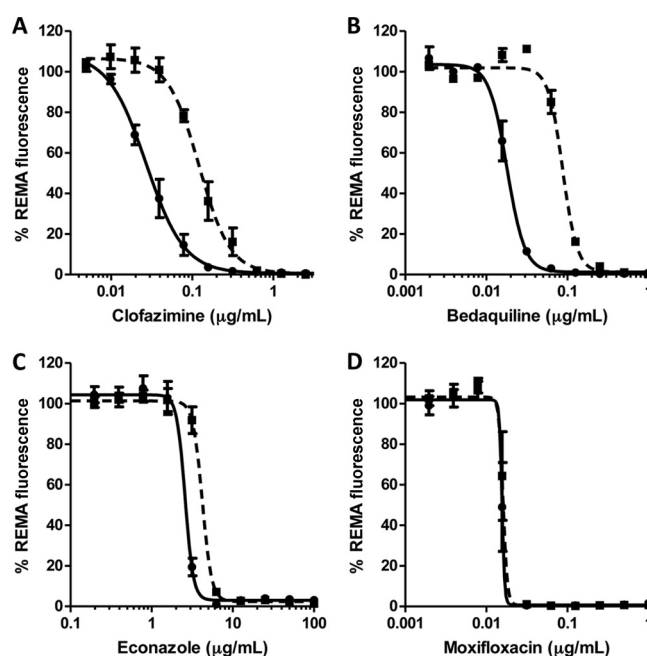 A
% REMA fluorescence
120
100
80
60
40
20
0
0.01 0.1 1
Clofazimine (µg/mL)
B
% REMA fluorescence
120
100
80
60
40
20
0
0.001 0.01 0.1 1
Bedaquiline (µg/mL)
C
% REMA fluorescence
120
100
80
60
40
20
0
0.1 1 10 100
Econazole (µg/mL)
D
% REMA fluorescence
120
100
80
60
40
20
0
0.001 0.01 0.1 1
Moxifloxacin (µg/mL)